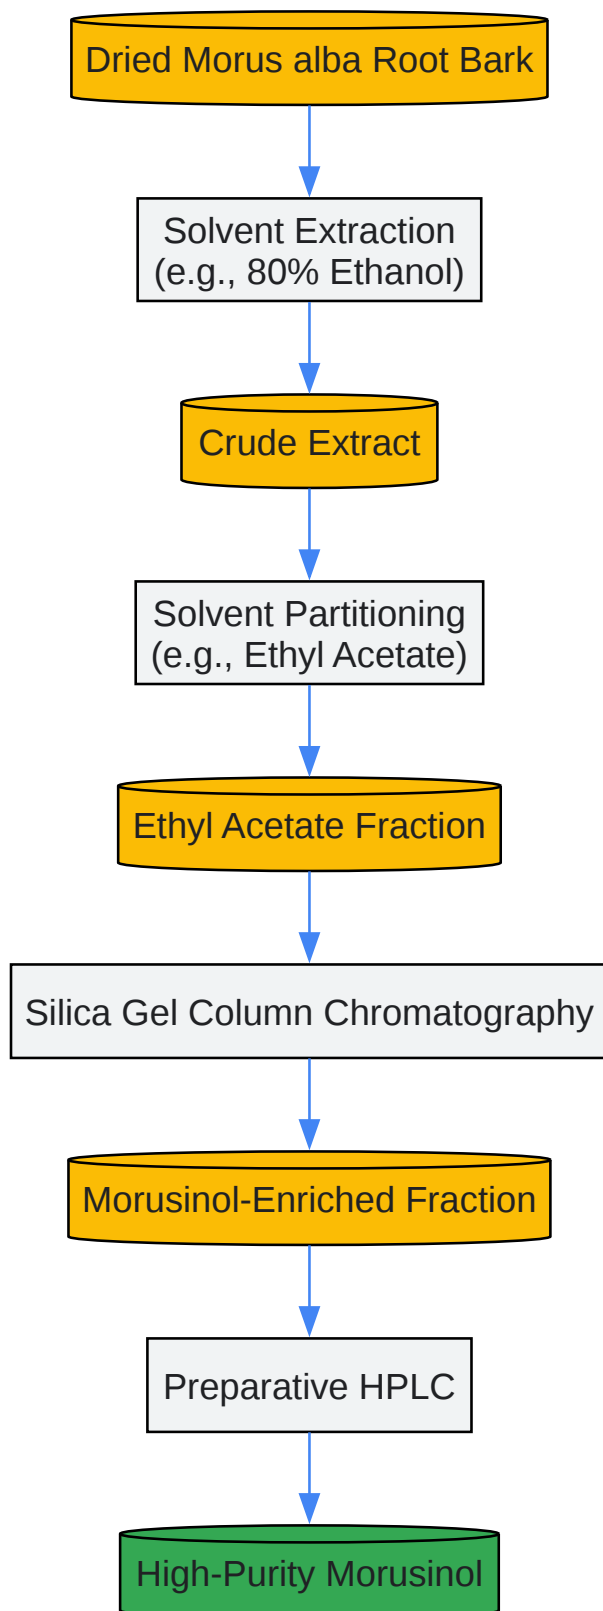 Dried Morus alba Root Bark
Solvent Extraction
(e.g., 80% Ethanol)
Crude Extract
Solvent Partitioning
(e.g., Ethyl Acetate)
Ethyl Acetate Fraction
Silica Gel Column Chromatography
Morusinol-Enriched Fraction
Preparative HPLC
High-Purity Morusinol